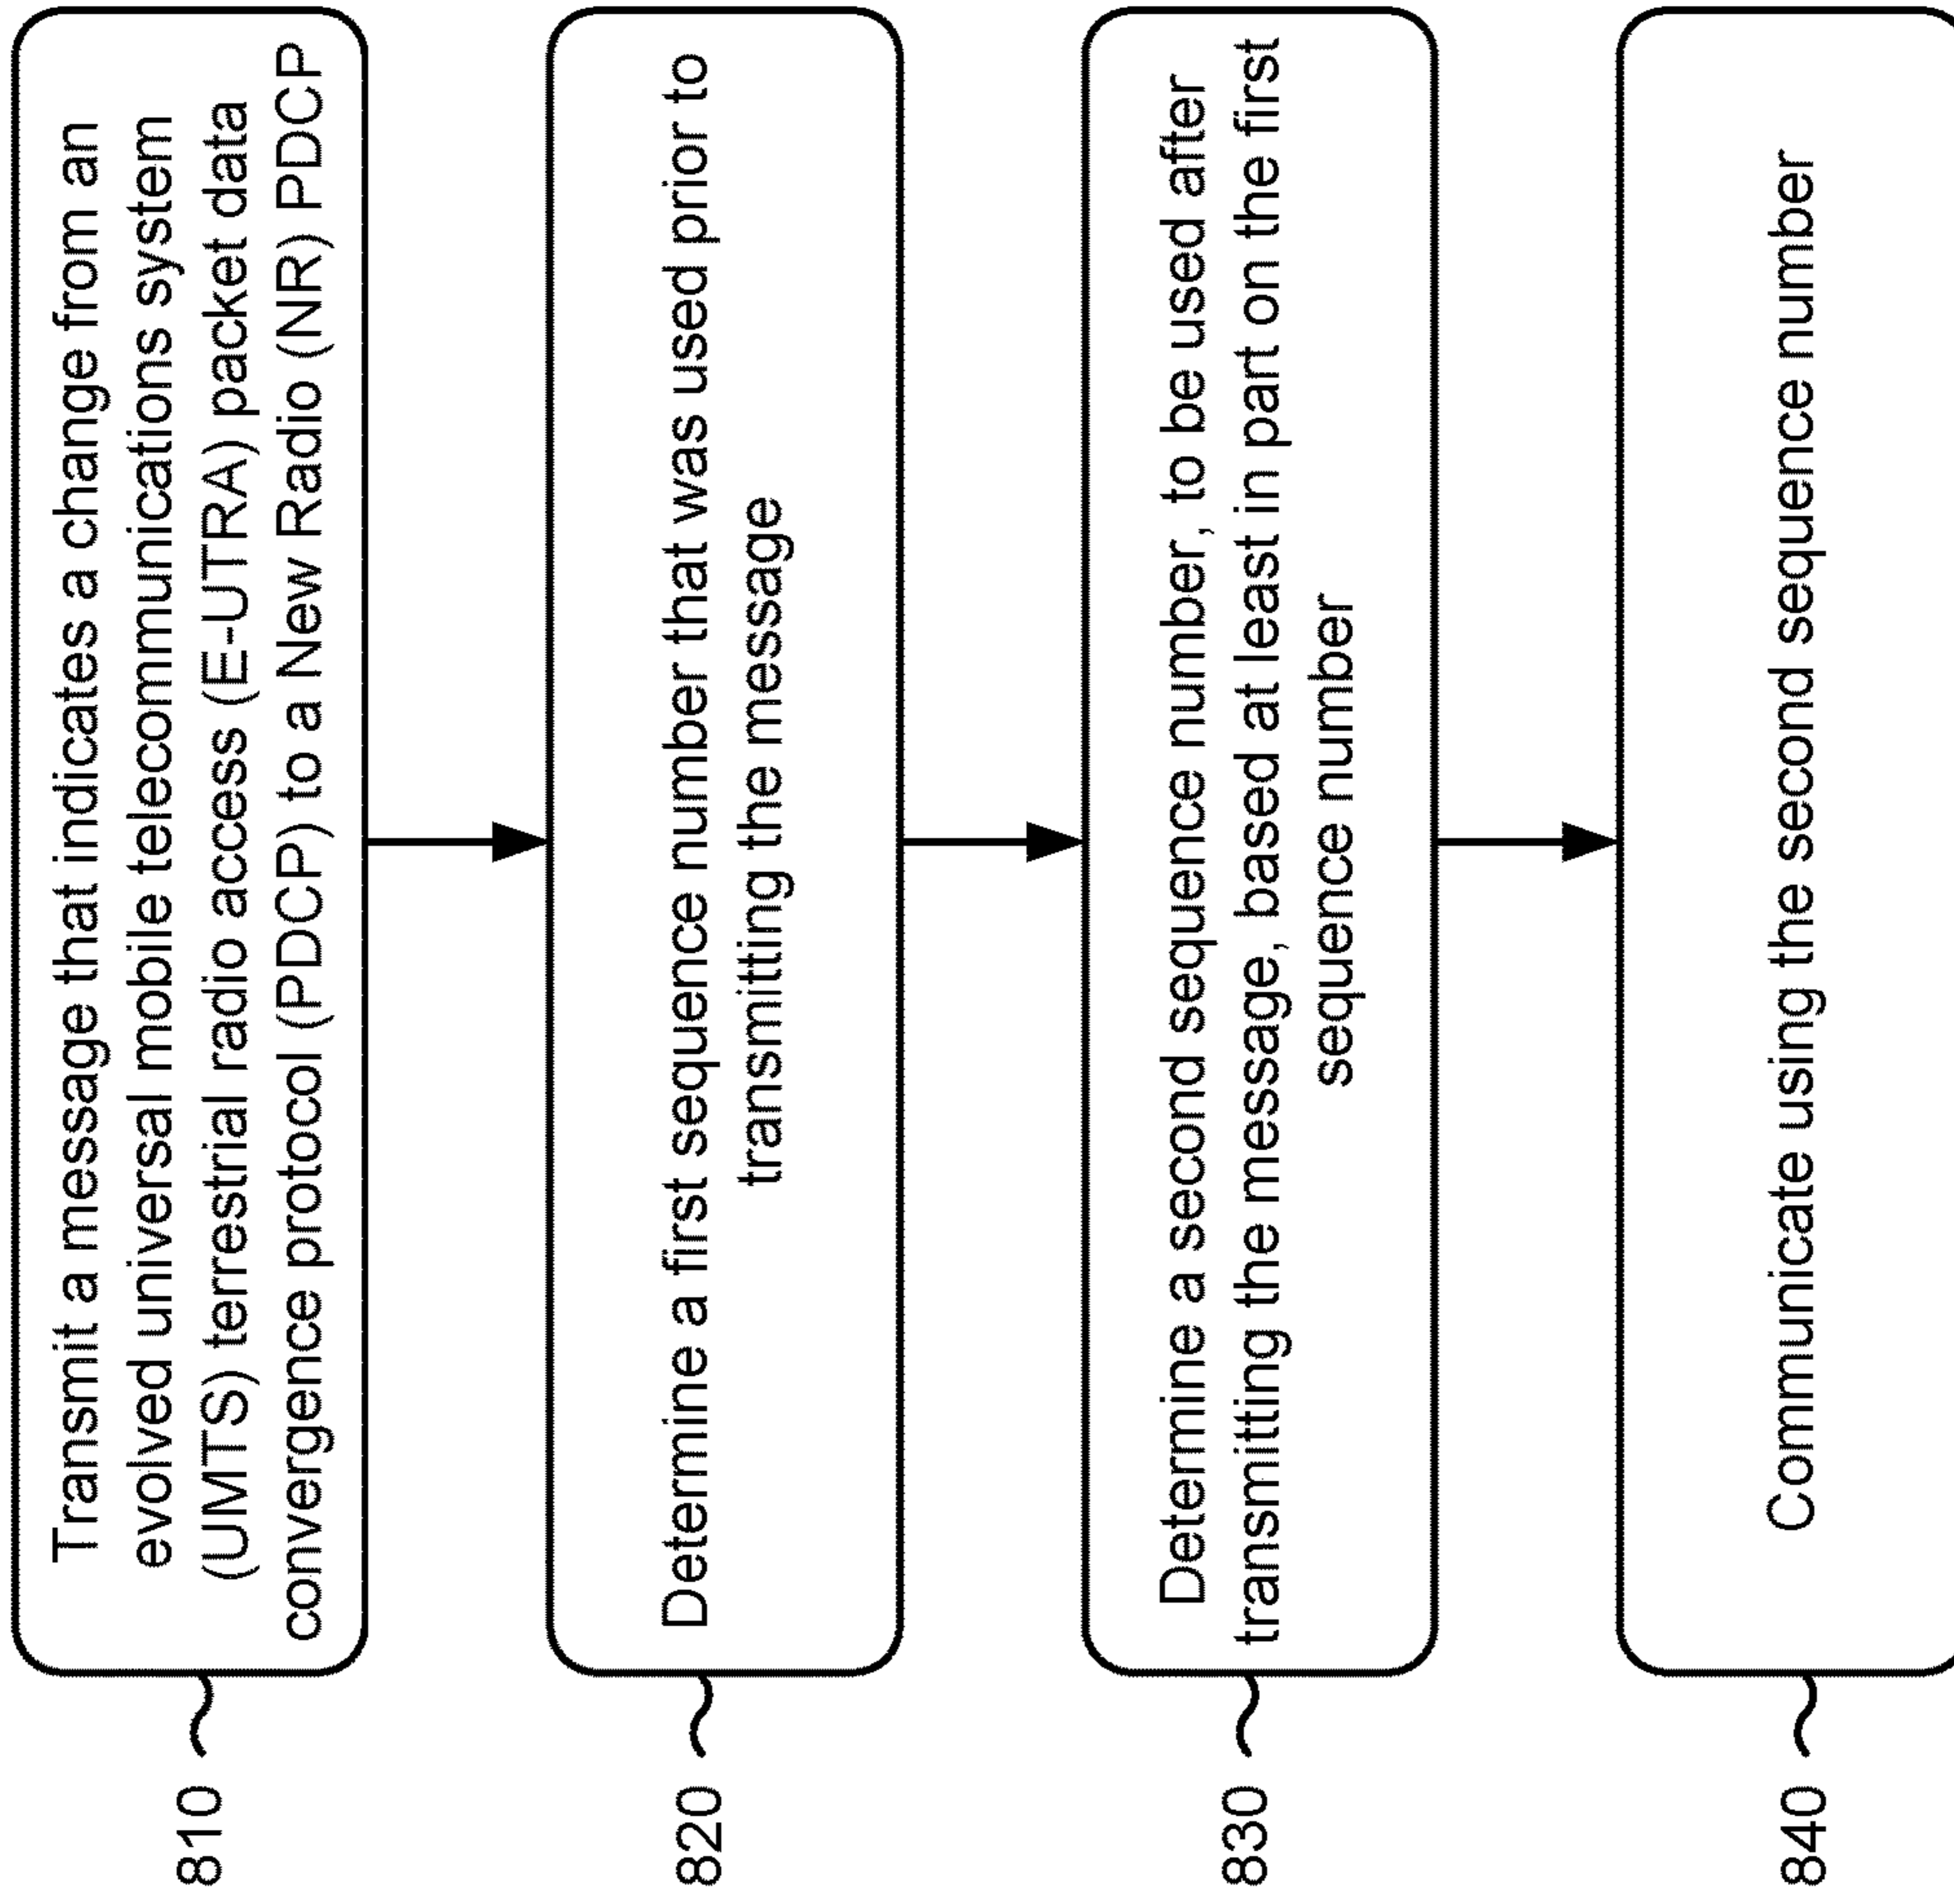 810
Transmit a message that indicates a change from an
evolved universal mobile telecommunications system
(UMTS) terrestrial radio access (E-UTRA) packet data
convergence protocol (PDCP) to a New Radio (NR) PDCP
820
Determine a first sequence number that was used prior to
transmitting the message
830
Determine a second sequence number, to be used after
transmitting the message, based at least in part on the first
sequence number
840
Communicate using the second sequence number